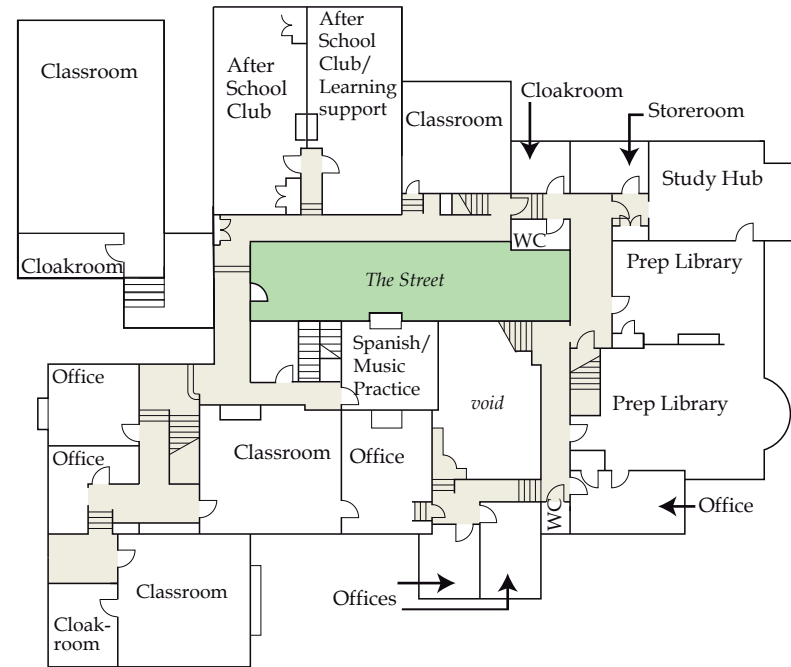 Classroom
After
School
Club
After
School
Club/
Learning
support
Classroom
Cloakroom
Storeroom
Study Hub
Cloakroom
WC
Prep Library
The Street
Spanish/
Music
Practice
Office
void
Prep Library
Office
Classroom
Office
Office
WC
Classroom
Offices
Cloak-
room